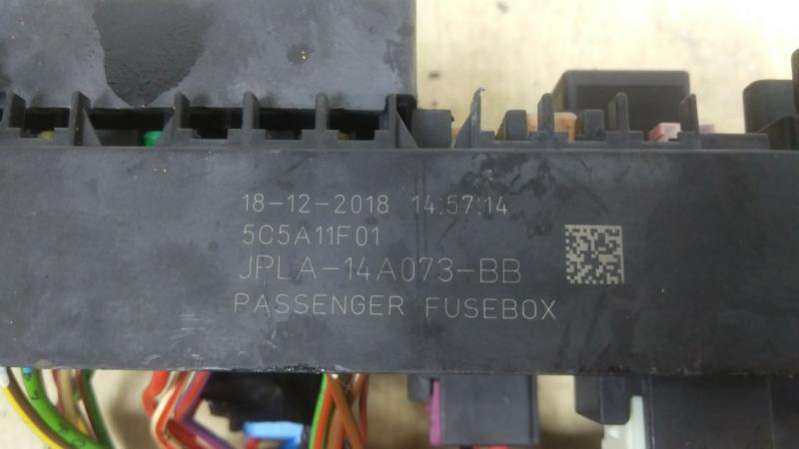 18-12-2018 14:57:14
5C5A11F01
JPLA-14A073-BB
PASSENGER FUSEBOX